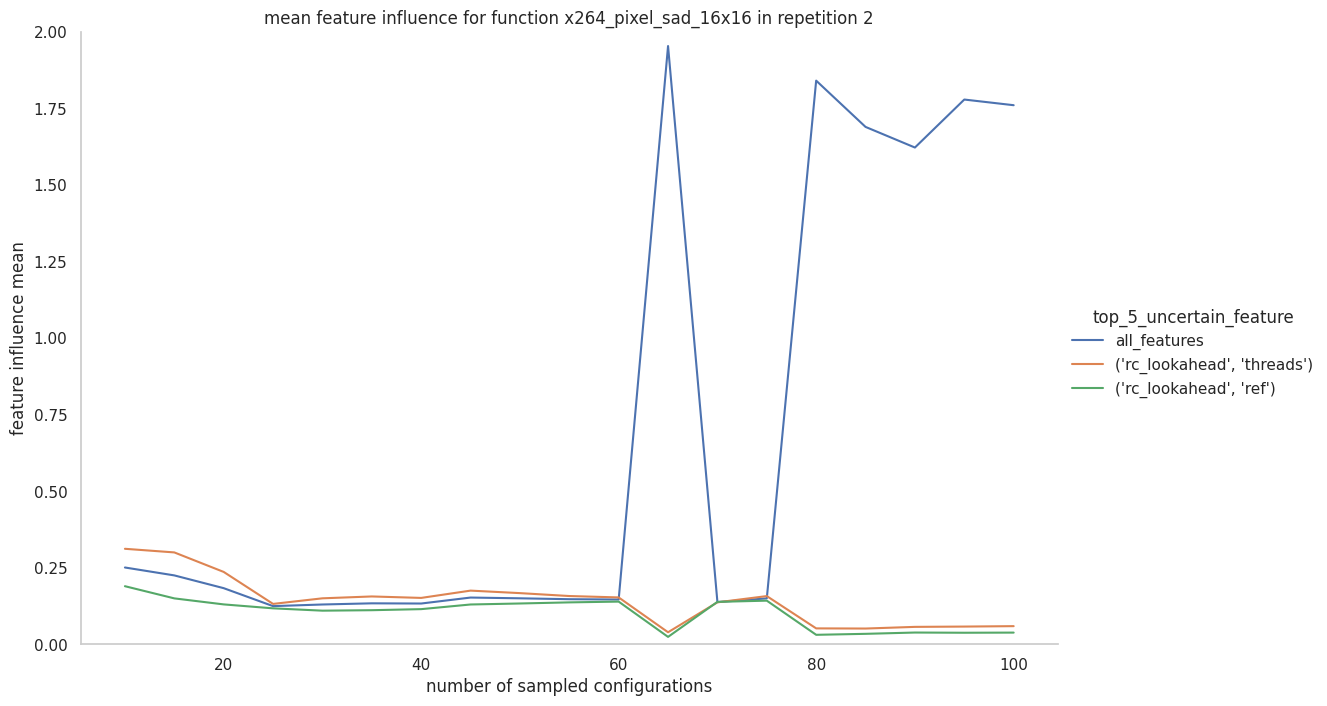 mean feature influence for function x264_pixel_sad_16x16 in repetition 2
2.00
1.75
1.50
1.25
1.00
0.75
0.50
0.25
0.00
feature influence mean
20
40
60
80
100
number of sampled configurations
top_5_uncertain_feature
all_features
('rc_lookahead', 'threads')
('rc_lookahead', 'ref')